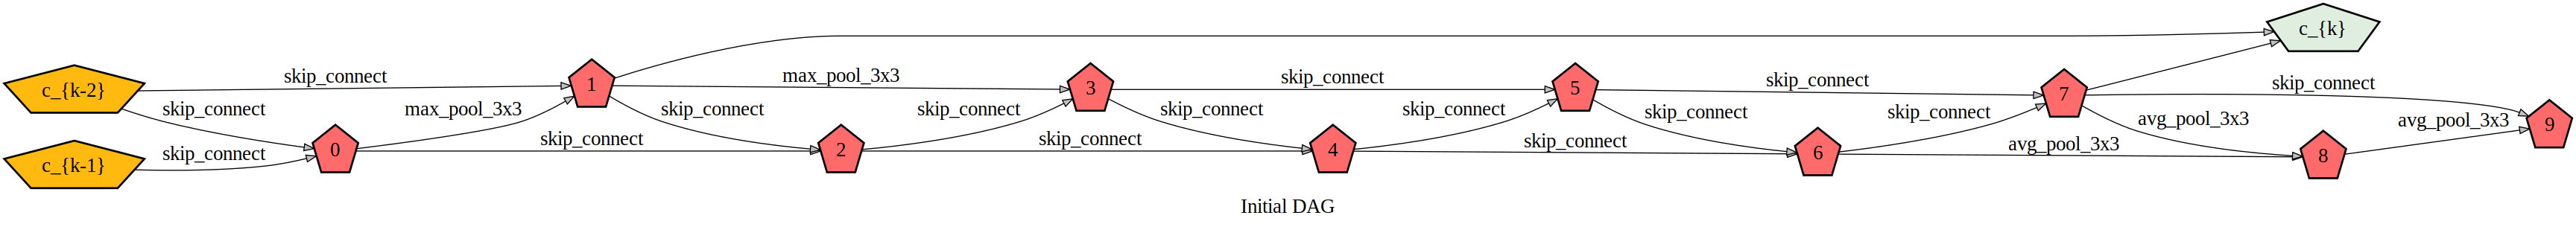 c_{k}
skip_connect
max_pool_3x3
skip_connect
skip_connect
skip_connect
c_{k-2}
1
3
5
7
skip_connect
max_pool_3x3
skip_connect
skip_connect
skip_connect
skip_connect
skip_connect
skip_connect
avg_pool_3x3
avg_pool_3x3
9
skip_connect
skip_connect
skip_connect
skip_connect
avg_pool_3x3
c_{k-1}
0
2
4
6
8
Initial DAG